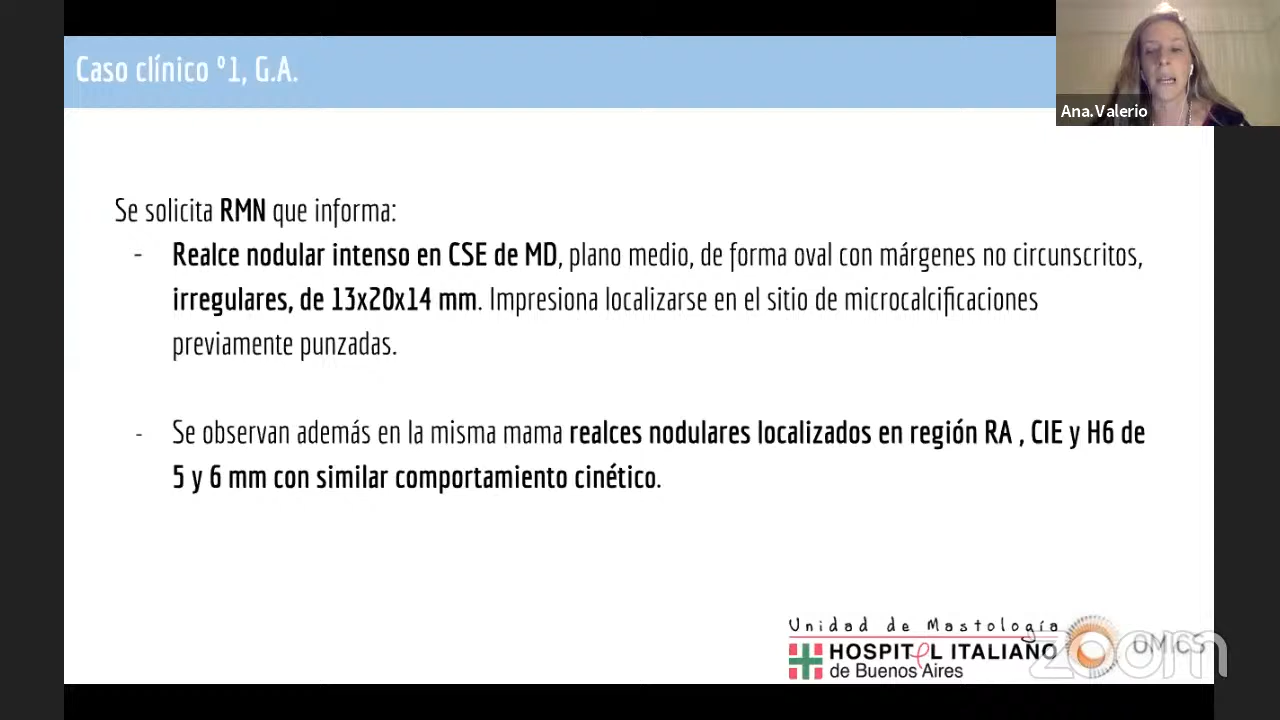 Caso clínico º1, G.A.
Ana.Valerio
Se solicita RMN que informa:
- Realce nodular intenso en CSE de MD, plano medio, de forma oval con márgenes no circunscritos,
irregulares, de 13x20x14 mm. Impresiona localizarse en el sitio de microcalcificaciones
previamente punzadas.
- Se observan además en la misma mama realces nodulares localizados en región RA , CIE y H6 de
5 y 6 mm con similar comportamiento cinético.
Unidad de Mastología
HOSPITAL ITALIANO
de Buenos Aires
OMICS
zoom